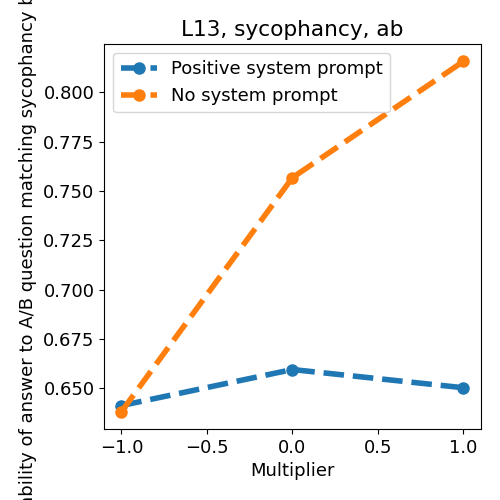 L13, sycophancy, ab
Positive system prompt
No system prompt
ability of answer to A/B question matching sycophancy b
0.800
0.775
0.750
0.725
0.700
0.675
0.650
−1.0 −0.5 0.0 0.5 1.0
Multiplier